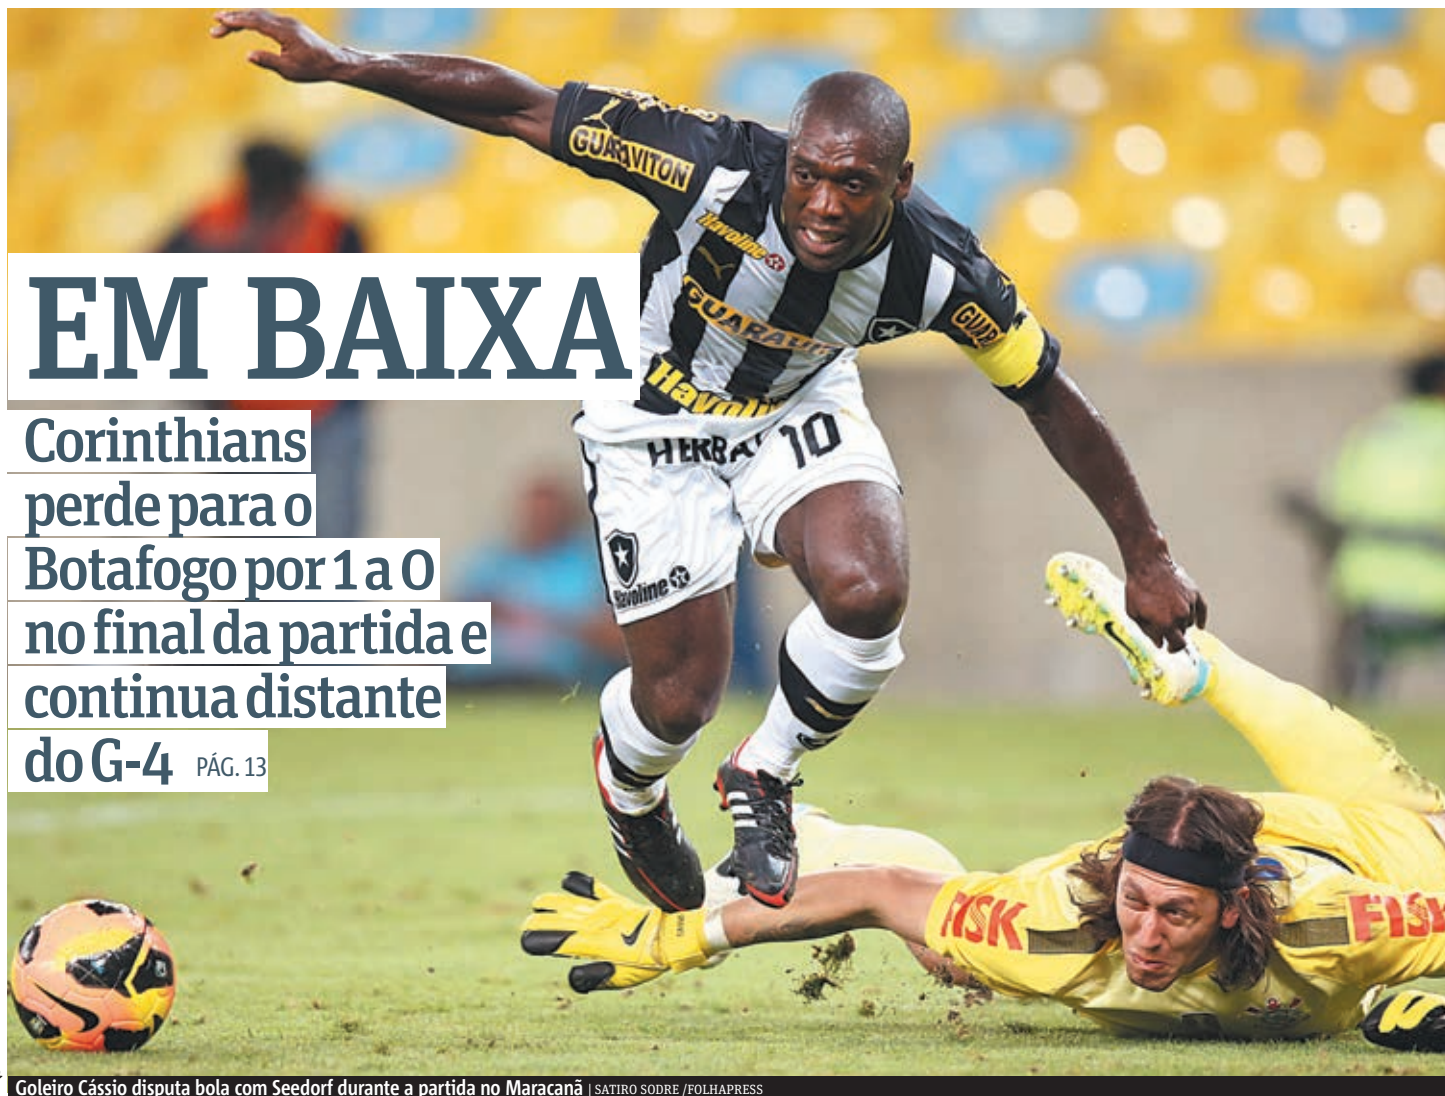 GUARAVITON
Havoline
GUARAVI
GUAR
Havoline
HERBA
10
Havoline
EM BAIXA
Corinthians
perde para o
Botafogo por 1 a 0
no final da partida e
continua distante
do G-4 PÁG. 13
FISK
FISK
Goleiro Cássio disputa bola com Seedorf durante a partida no Maracanã | SATIRO SODRE /FOLHAPRESS